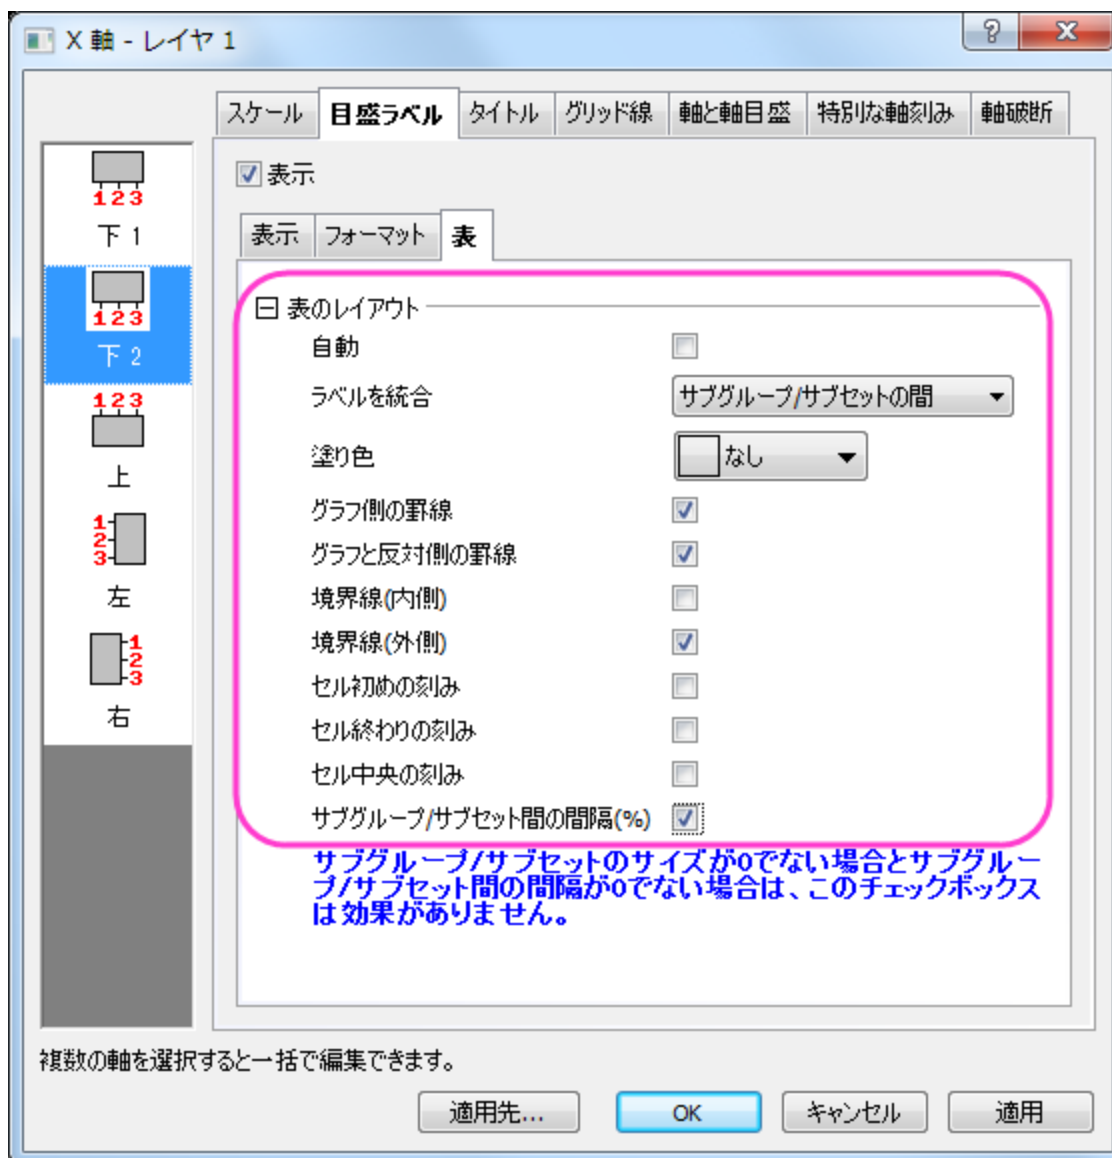 X 軸 - レイヤ 1
スケール 目盛ラベル タイトル グリッド線 軸と軸目盛 特別な軸刻み 軸破断
1 2 3
下 1
1 2 3
下 2
1 2 3
上
1
2
3
左
1
2
3
右
表示
表示 フォーマット 表
表のレイアウト
自動
ラベルを統合 サブグループ/サブセットの間
塗り色 なし
グラフ側の罫線
グラフと反対側の罫線
境界線(内側)
境界線(外側)
セル初めの刻み
セル終わりの刻み
セル中央の刻み
サブグループ/サブセット間の間隔(%)
サブグループ/サブセットのサイズが0でない場合とサブグルー
プ/サブセット間の間隔が0でない場合は、このチェックボックス
は効果がありません。
複数の軸を選択すると一括で編集できます。
適用先... OK キャンセル 適用